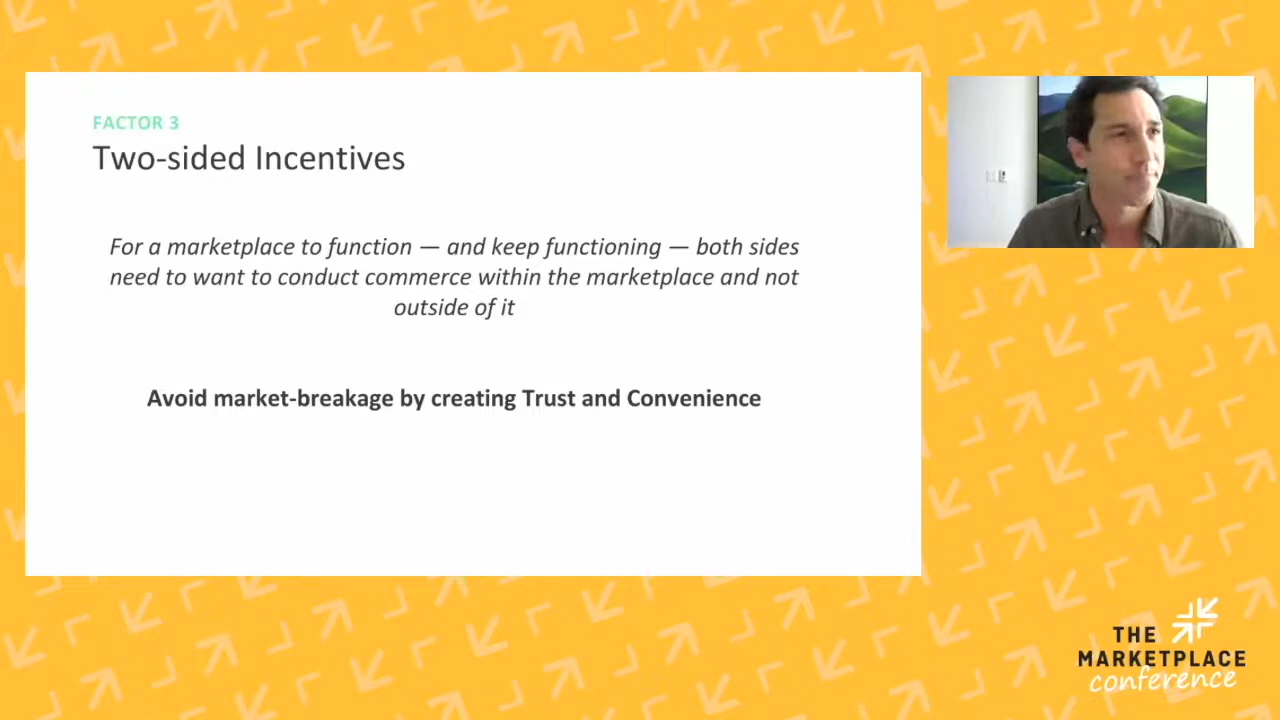 FACTOR 3
Two-sided Incentives
For a marketplace to function — and keep functioning — both sides
need to want to conduct commerce within the marketplace and not
outside of it
Avoid market-breakage by creating Trust and Convenience
THE
MARKETPLACE
conference